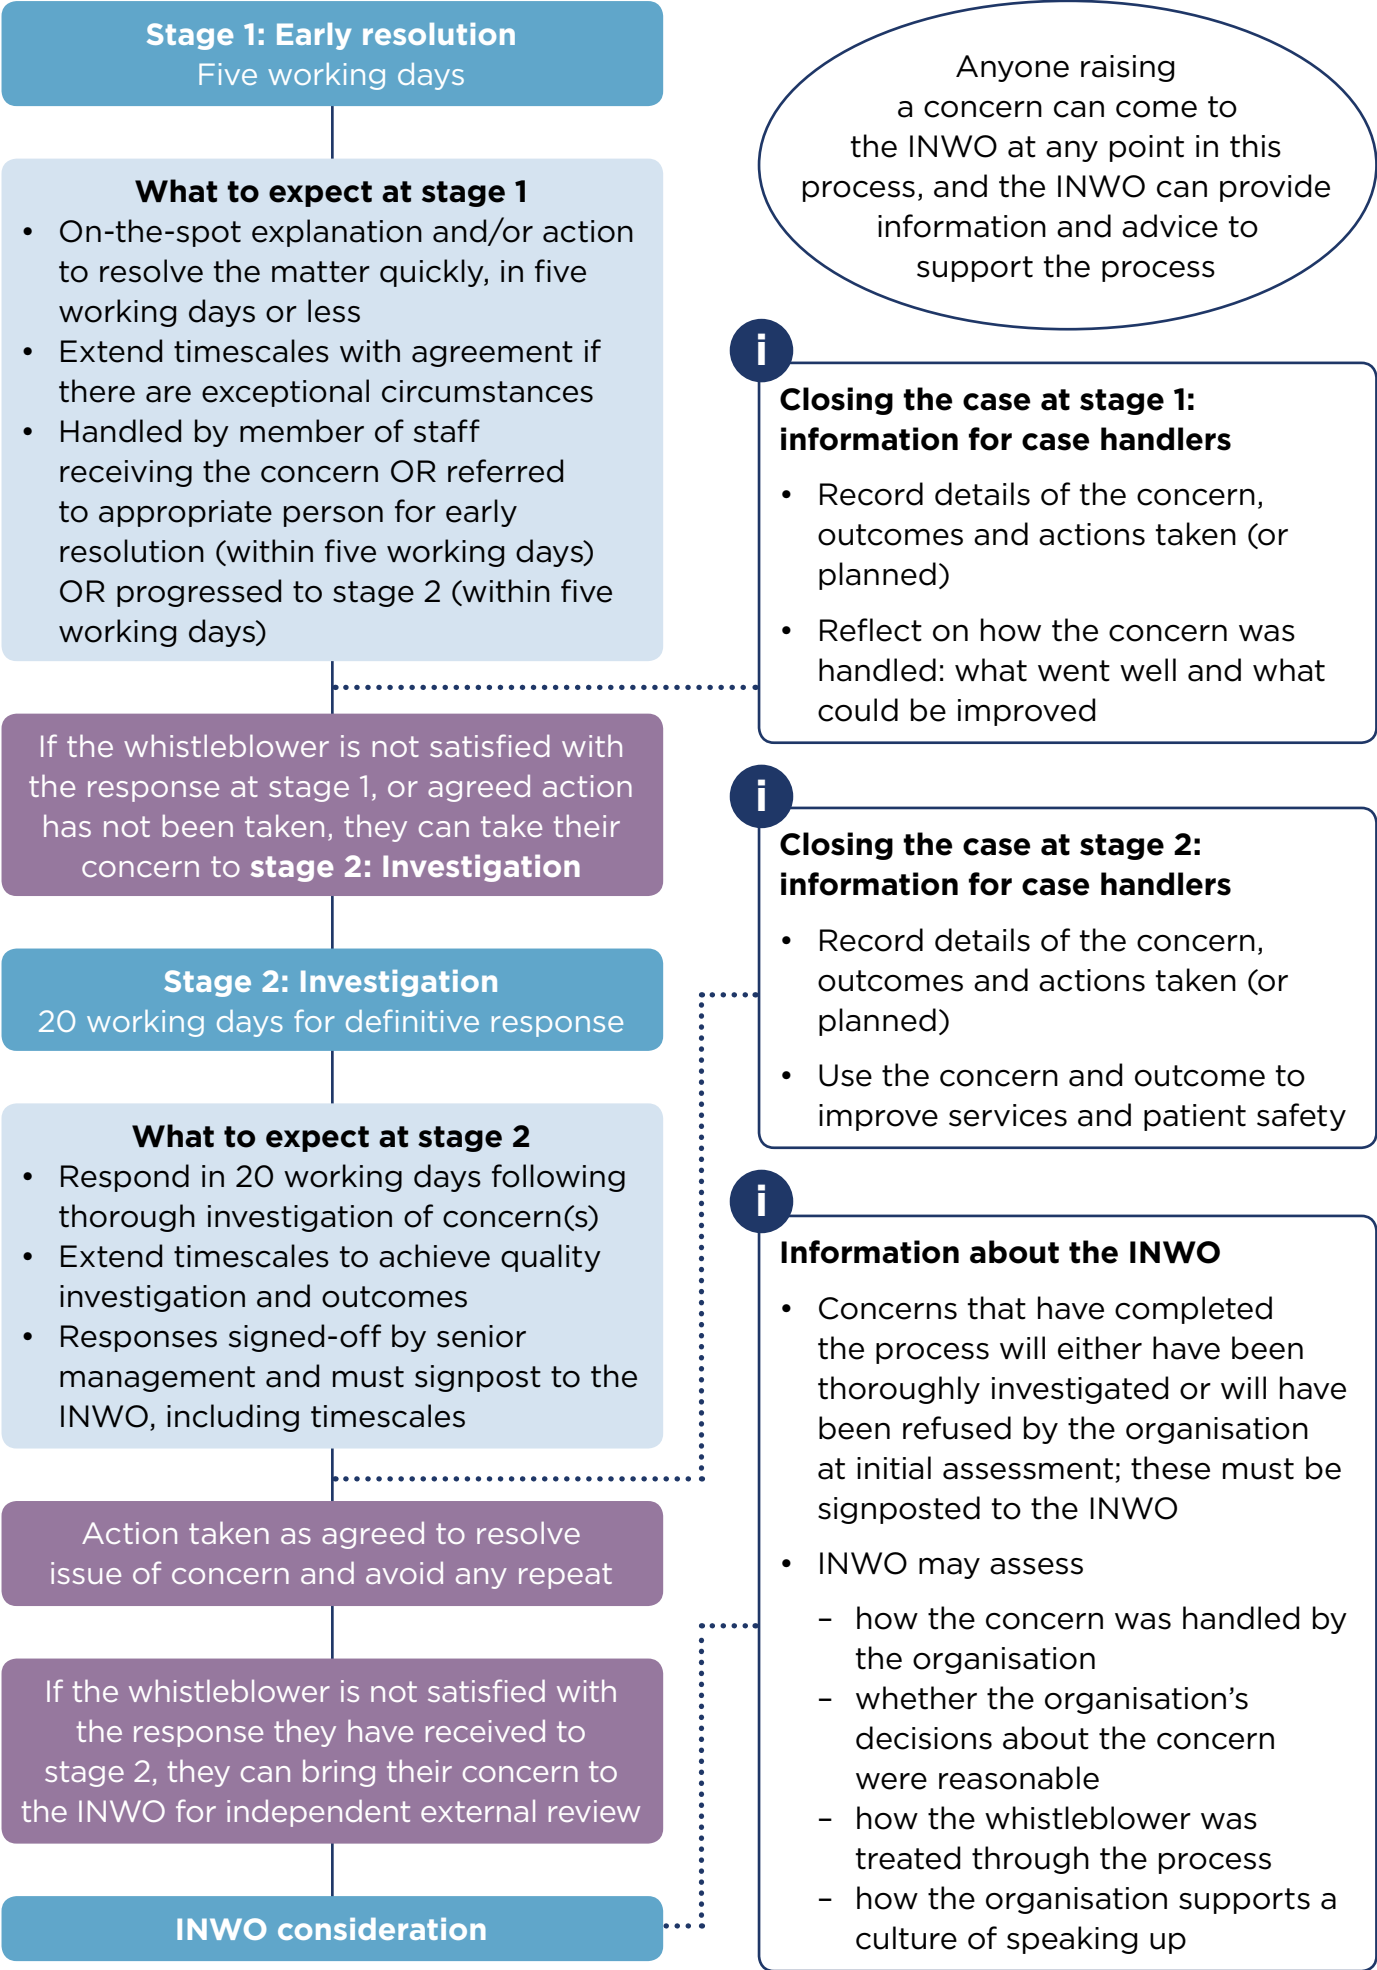 Stage 1: Early resolution
Five working days
What to expect at stage 1
• On-the-spot explanation and/or action
to resolve the matter quickly, in five
working days or less
• Extend timescales with agreement if
there are exceptional circumstances
• Handled by member of staff
receiving the concern OR referred
to appropriate person for early
resolution (within five working days)
OR progressed to stage 2 (within five
working days)
If the whistleblower is not satisfied with
the response at stage 1, or agreed action
has not been taken, they can take their
concern to stage 2: Investigation
Stage 2: Investigation
20 working days for definitive response
What to expect at stage 2
• Respond in 20 working days following
thorough investigation of concern(s)
• Extend timescales to achieve quality
investigation and outcomes
• Responses signed-off by senior
management and must signpost to the
INWO, including timescales
Action taken as agreed to resolve
issue of concern and avoid any repeat
If the whistleblower is not satisfied with
the response they have received to
stage 2, they can bring their concern to
the INWO for independent external review
INWO consideration
Anyone raising
a concern can come to
the INWO at any point in this
process, and the INWO can provide
information and advice to
support the process
i
Closing the case at stage 1:
information for case handlers
• Record details of the concern,
outcomes and actions taken (or
planned)
• Reflect on how the concern was
handled: what went well and what
could be improved
i
Closing the case at stage 2:
information for case handlers
• Record details of the concern,
outcomes and actions taken (or
planned)
• Use the concern and outcome to
improve services and patient safety
i
Information about the INWO
• Concerns that have completed
the process will either have been
thoroughly investigated or will have
been refused by the organisation
at initial assessment; these must be
signposted to the INWO
• INWO may assess
– how the concern was handled by
the organisation
– whether the organisation’s
decisions about the concern
were reasonable
– how the whistleblower was
treated through the process
– how the organisation supports a
culture of speaking up